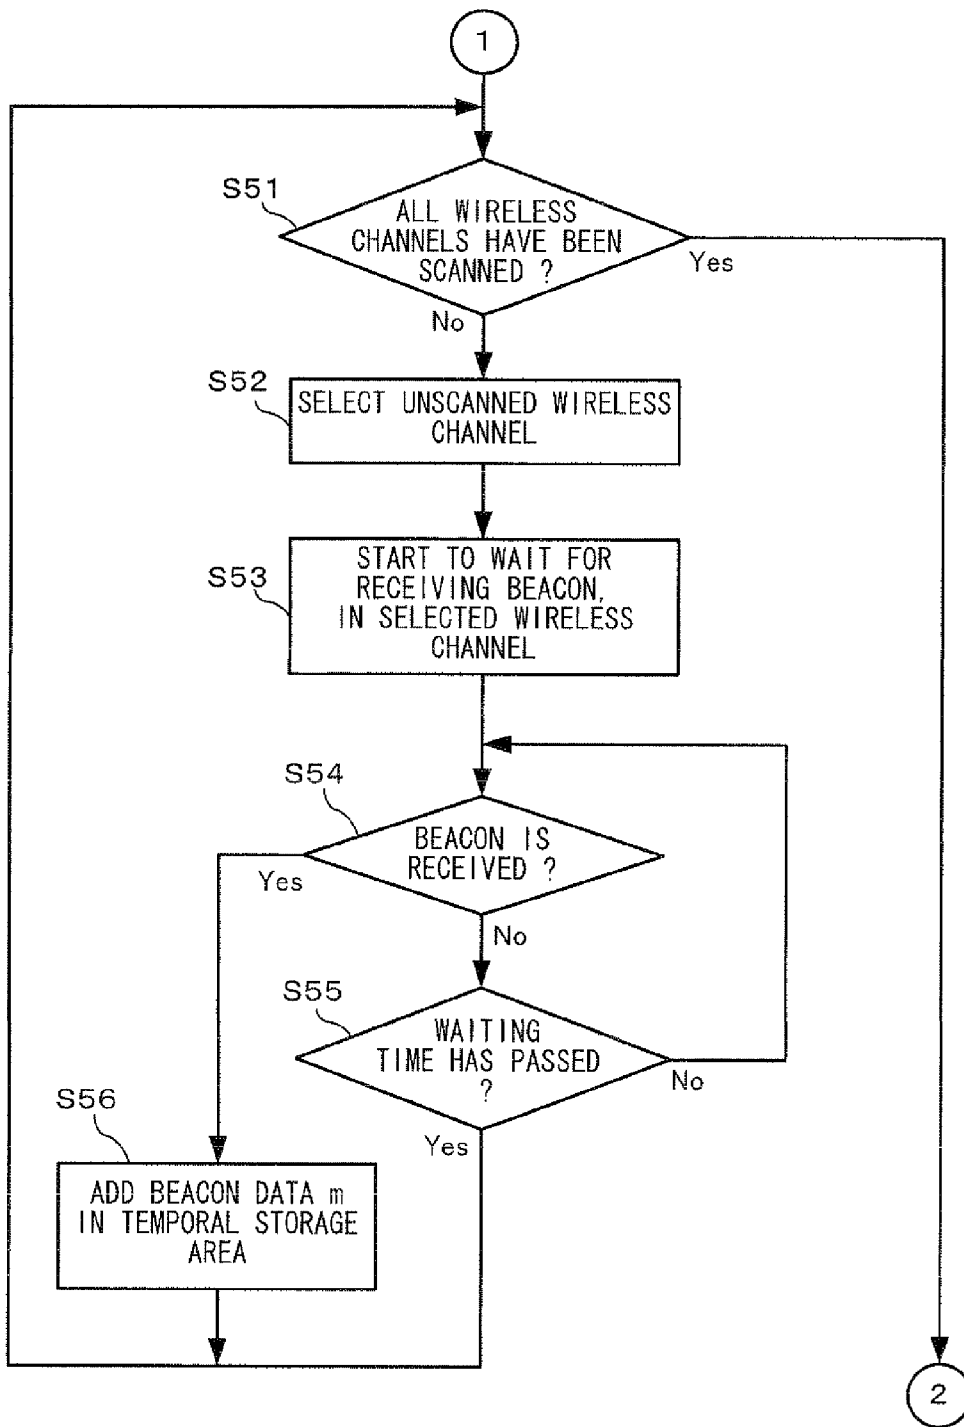 1
S51
ALL WIRELESS
CHANNELS HAVE BEEN
SCANNED ?
Yes
No
S52
SELECT UNSCANNED WIRELESS
CHANNEL
S53
START TO WAIT FOR
RECEIVING BEACON,
IN SELECTED WIRELESS
CHANNEL
S54
BEACON IS
RECEIVED ?
Yes
No
S55
WAITING
TIME HAS PASSED
?
No
Yes
S56
ADD BEACON DATA m
IN TEMPORAL STORAGE
AREA
2